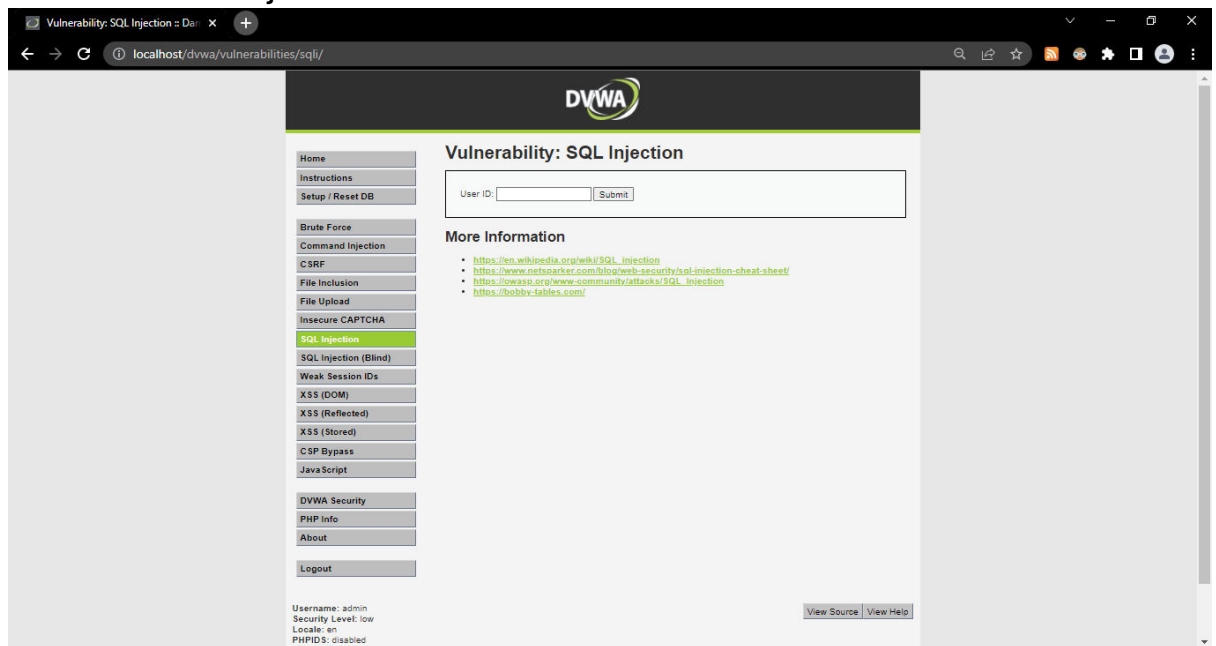 Vulnerability: SQL Injection :: Dar
localhost/dvwa/vulnerabilities/sqli/
DVWA
Home
Instructions
Setup / Reset DB
Brute Force
Command Injection
CSRF
File Inclusion
File Upload
Insecure CAPTCHA
SQL Injection
SQL Injection (Blind)
Weak Session IDs
XSS (DOM)
XSS (Reflected)
XSS (Stored)
CSP Bypass
JavaScript
DVWA Security
PHP Info
About
Logout
Username: admin
Security Level: low
Locale: en
PHPIDS: disabled
Vulnerability: SQL Injection
User ID: Submit
More Information
• https://en.wikipedia.org/wiki/SQL_injection
• https://www.netsparker.com/blog/web-security/sql-injection-cheat-sheet/
• https://owasp.org/www-community/attacks/SQL_Injection
• https://bobby-tables.com/
View Source View Help